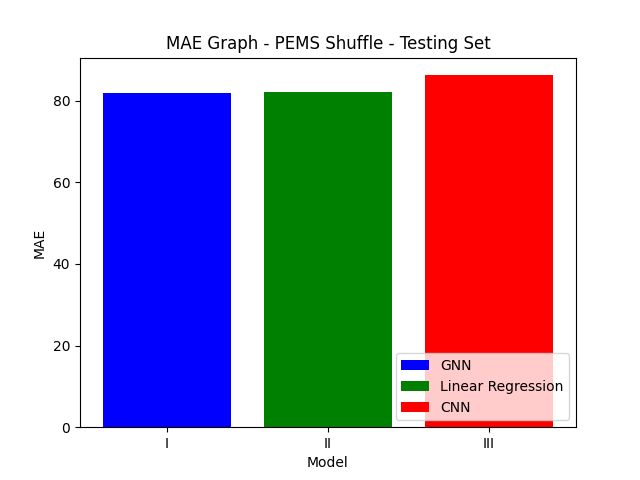 MAE Graph - PEMS Shuffle - Testing Set
MAE
80
60
40
20
0
I
II
III
Model
GNN
Linear Regression
CNN